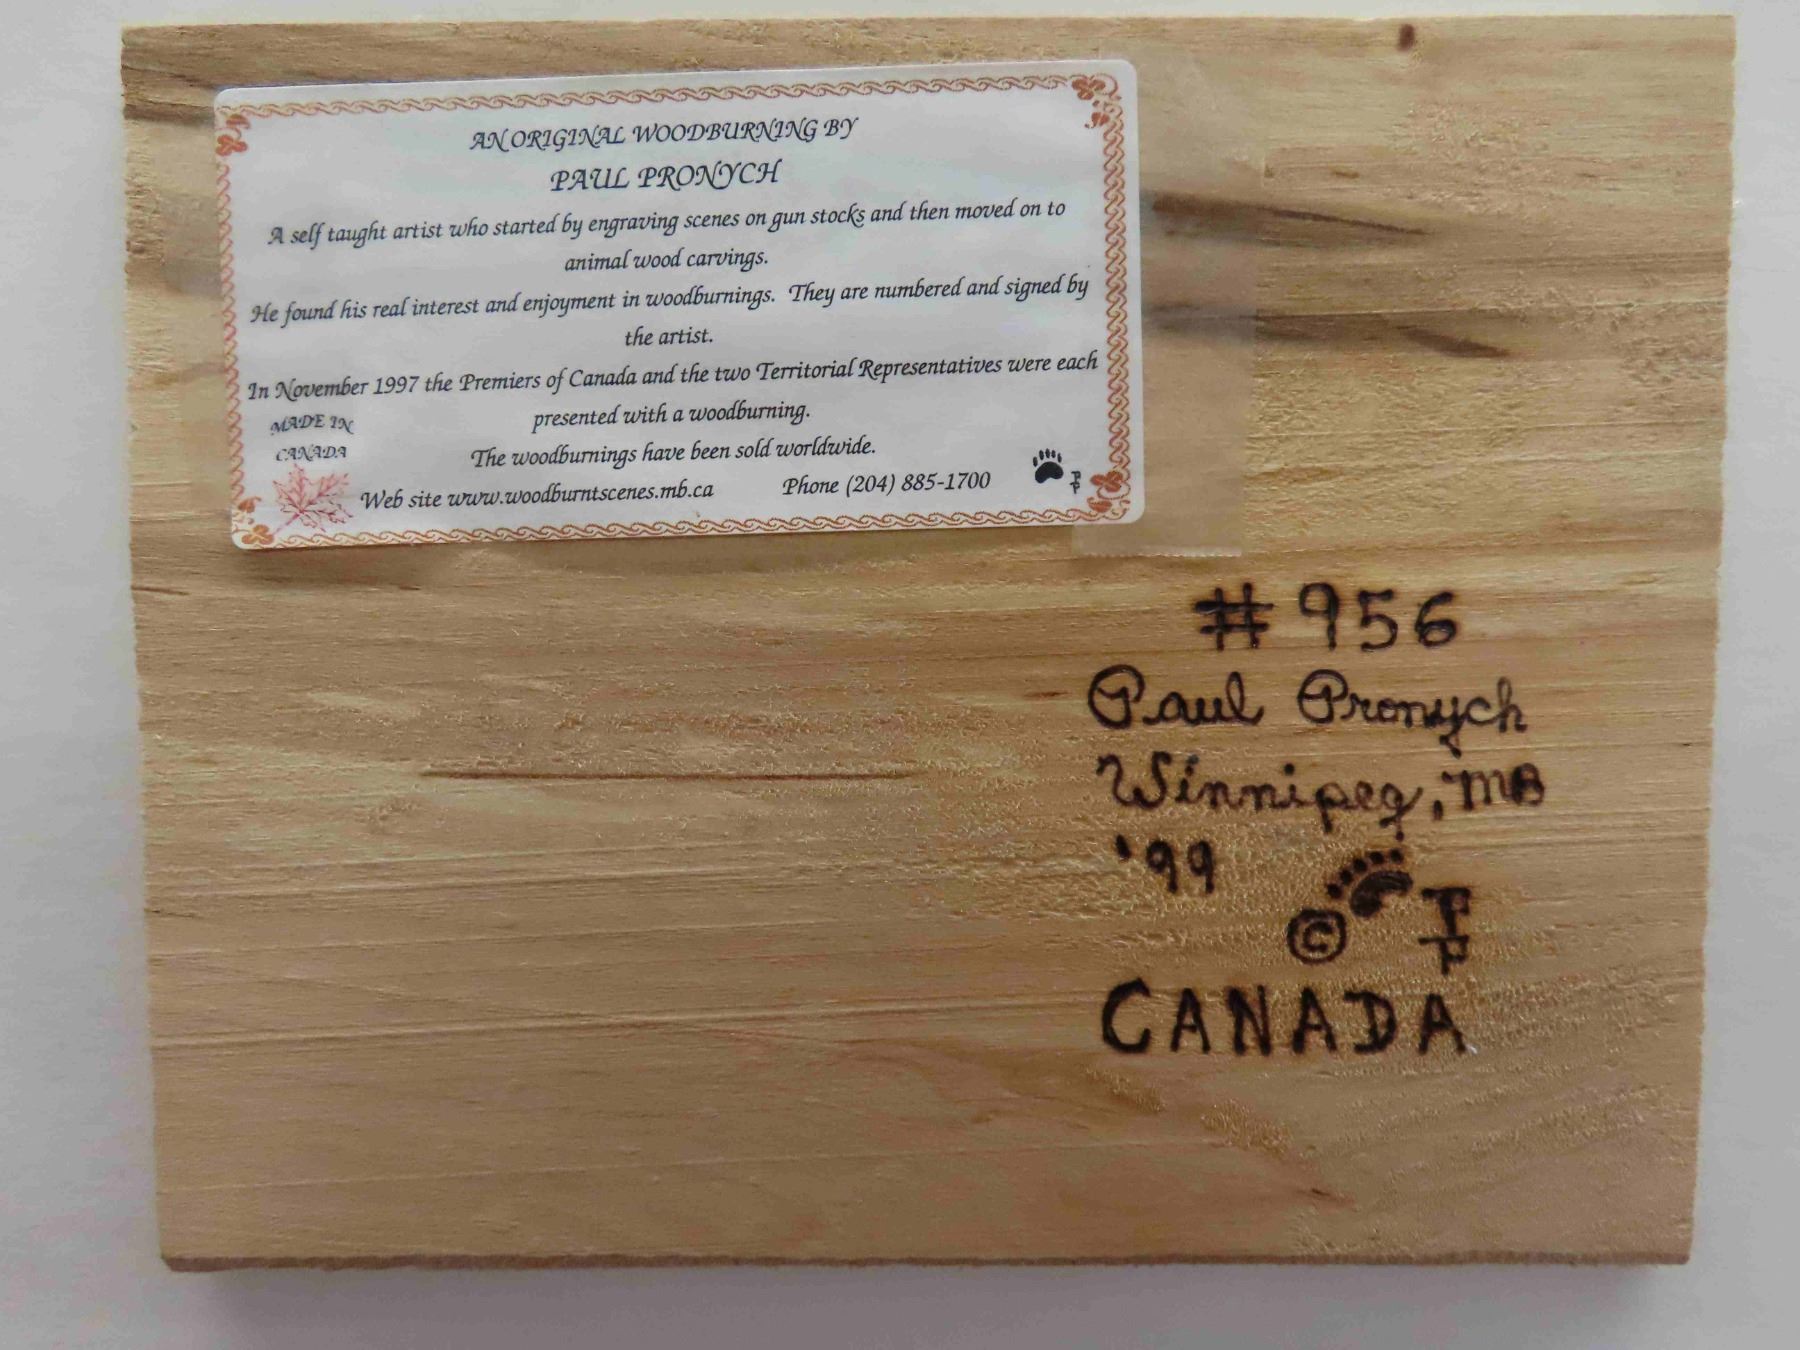 AN ORIGINAL WOODBURNING BY
PAUL PRONYCH
A self taught artist who started by engraving scenes on gun stocks and then moved on to
animal wood carvings.
He found his real interest and enjoyment in woodburnings. They are numbered and signed by
the artist.
In November 1997 the Premiers of Canada and the two Territorial Representatives were each
presented with a woodburning.
The woodburnings have been sold worldwide.
MADE IN
CANADA
Web site www.woodburntscenes.mb.ca Phone (204) 885-1700
PP
#956
Paul Pronych
Winnipeg, MB
'99
© PP
CANADA